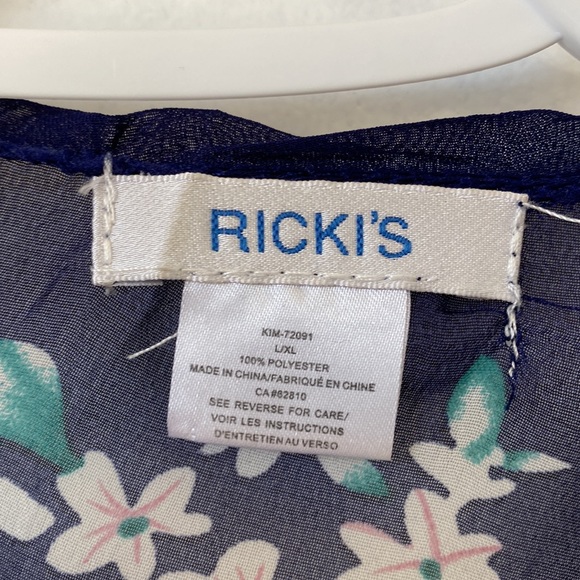 RICKI'S
KIM-72091
L/XL
100% POLYESTER
MADE IN CHINA/FABRIQUÉ EN CHINE
CA#62810
SEE REVERSE FOR CARE/
VOIR LES INSTRUCTIONS
D'ENTRETIEN AU VERSO